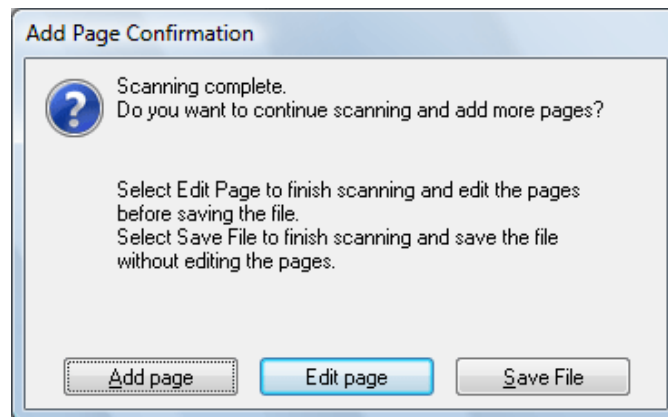 Add Page Confirmation
Scanning complete.
Do you want to continue scanning and add more pages?
Select Edit Page to finish scanning and edit the pages
before saving the file.
Select Save File to finish scanning and save the file
without editing the pages.
Add page
Edit page
Save File